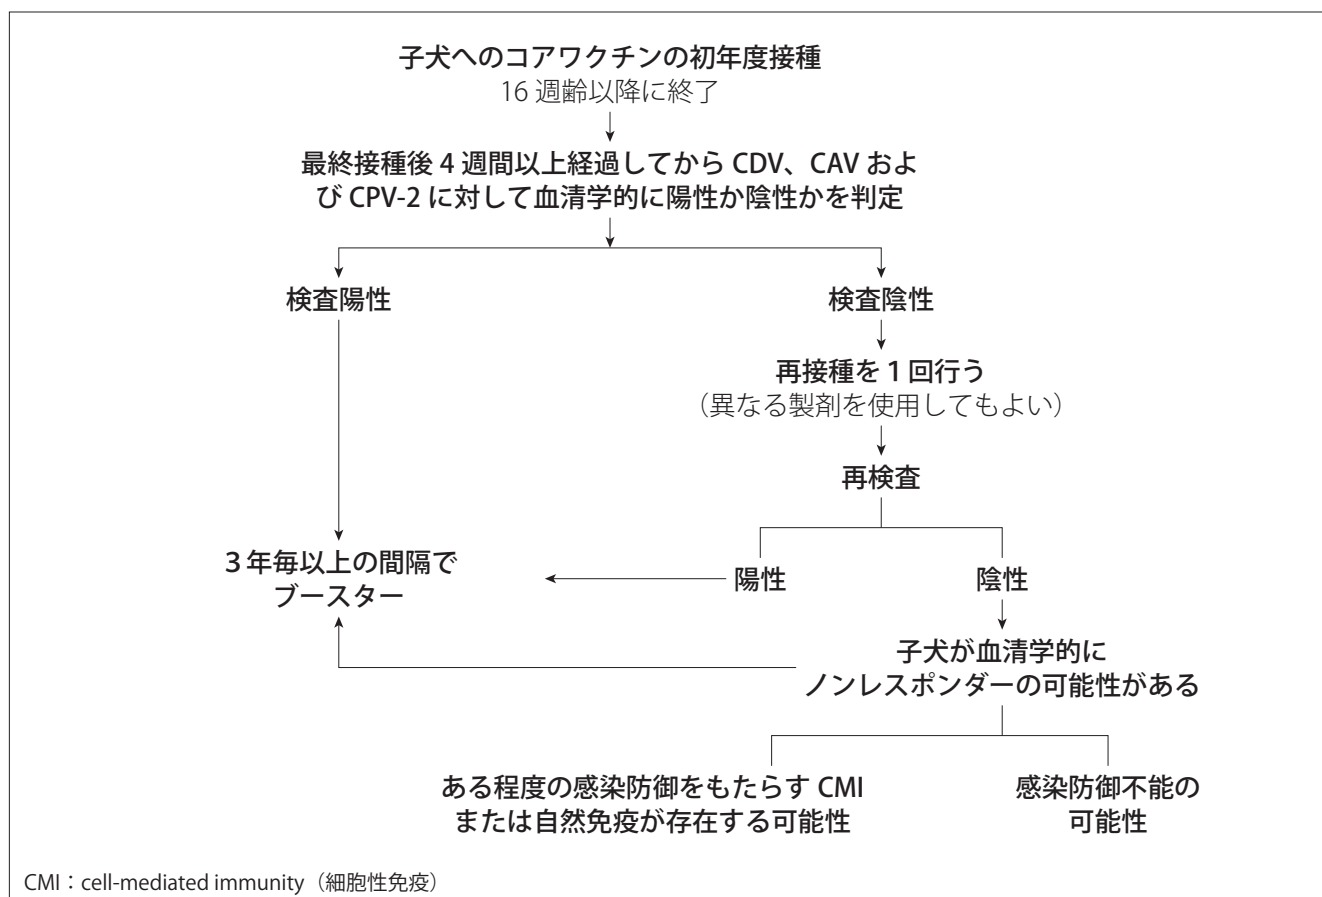 子犬へのコアワクチンの初年度接種
16 週齢以降に終了
最終接種後 4 週間以上経過してから CDV、CAV およ
び CPV-2 に対して血清学的に陽性か陰性かを判定
検査陽性
検査陰性
再接種を 1 回行う
（異なる製剤を使用してもよい）
再検査
3 年毎以上の間隔で
ブースター
陽性
陰性
子犬が血清学的に
ノンレスポンダーの可能性がある
ある程度の感染防御をもたらす CMI
または自然免疫が存在する可能性
感染防御不能の
可能性
CMI：cell-mediated immunity（細胞性免疫）